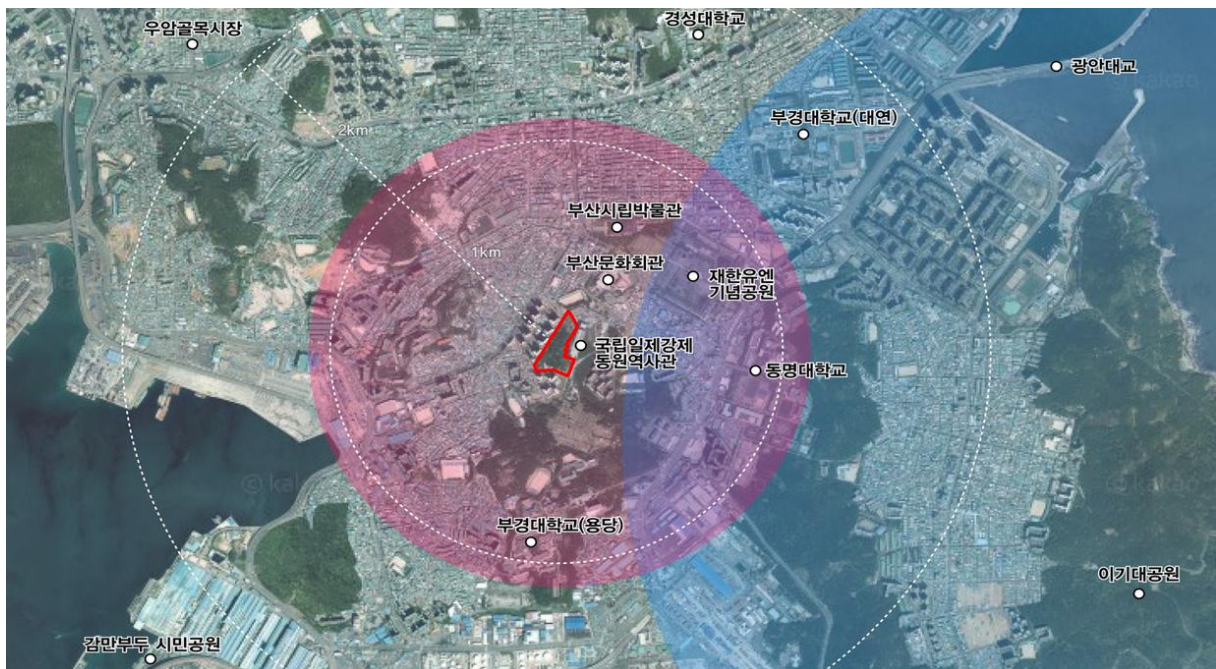 우암골목시장
경성대학교
광안대교
부경대학교(대연)
2km
부산시립박물관
1km
부산문화회관
재한유엔
기념공원
국립일제강제
동원역사관
동명대학교
부경대학교(용당)
이기대공원
감만부두 시민공원
kakao
kakao
kakao